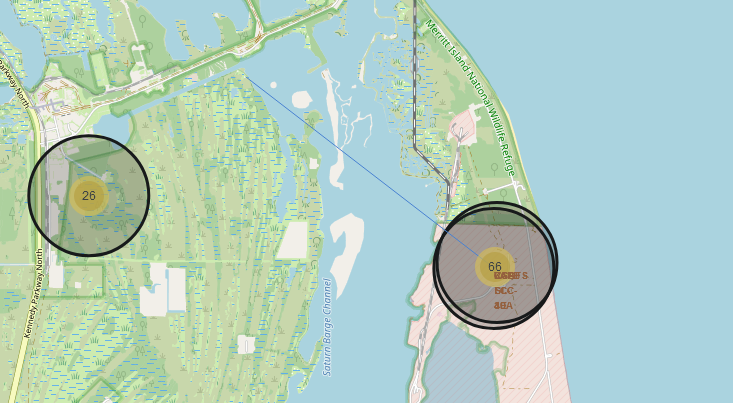 Merritt Island National Wildlife Refuge
Parkway North
26
Kennedy Parkway North
66
Saturn Barge Channel